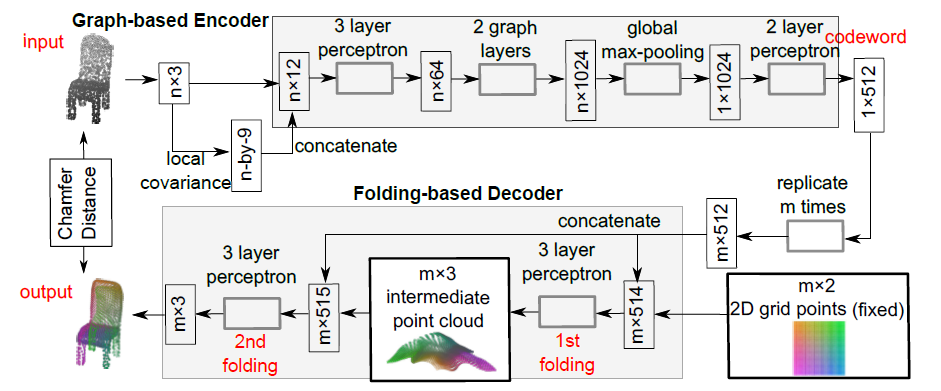 Graph-based Encoder
input
n×3
local
covariance
n-by-9
concatenate
n×12
3 layer
perceptron
n×64
2 graph
layers
n×1024
global
max-pooling
1×1024
2 layer
perceptron
codeword
1×512
replicate
m times
m×512
Chamfer
Distance
Folding-based Decoder
concatenate
m×2
2D grid points (fixed)
m×514
3 layer
perceptron
1st
folding
m×3
intermediate
point cloud
m×515
3 layer
perceptron
2nd
folding
m×3
output